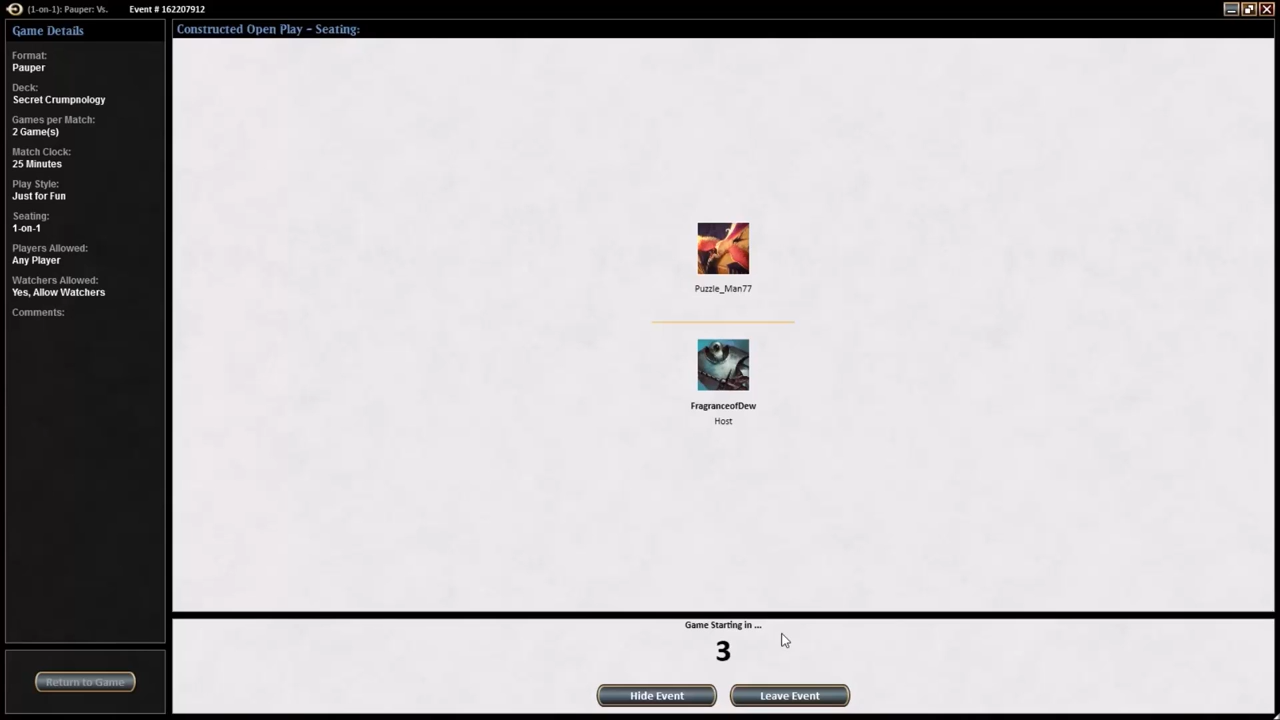 (1-on-1): Pauper: Vs. Event # 162207912
Game Details
Format:
Pauper
Deck:
Secret Crumpnology
Games per Match:
2 Game(s)
Match Clock:
25 Minutes
Play Style:
Just for Fun
Seating:
1-on-1
Players Allowed:
Any Player
Watchers Allowed:
Yes, Allow Watchers
Comments:
Return to Game
Constructed Open Play - Seating:
Puzzle_Man77
FragranceofDew
Host
Game Starting in ...
3
Hide Event Leave Event